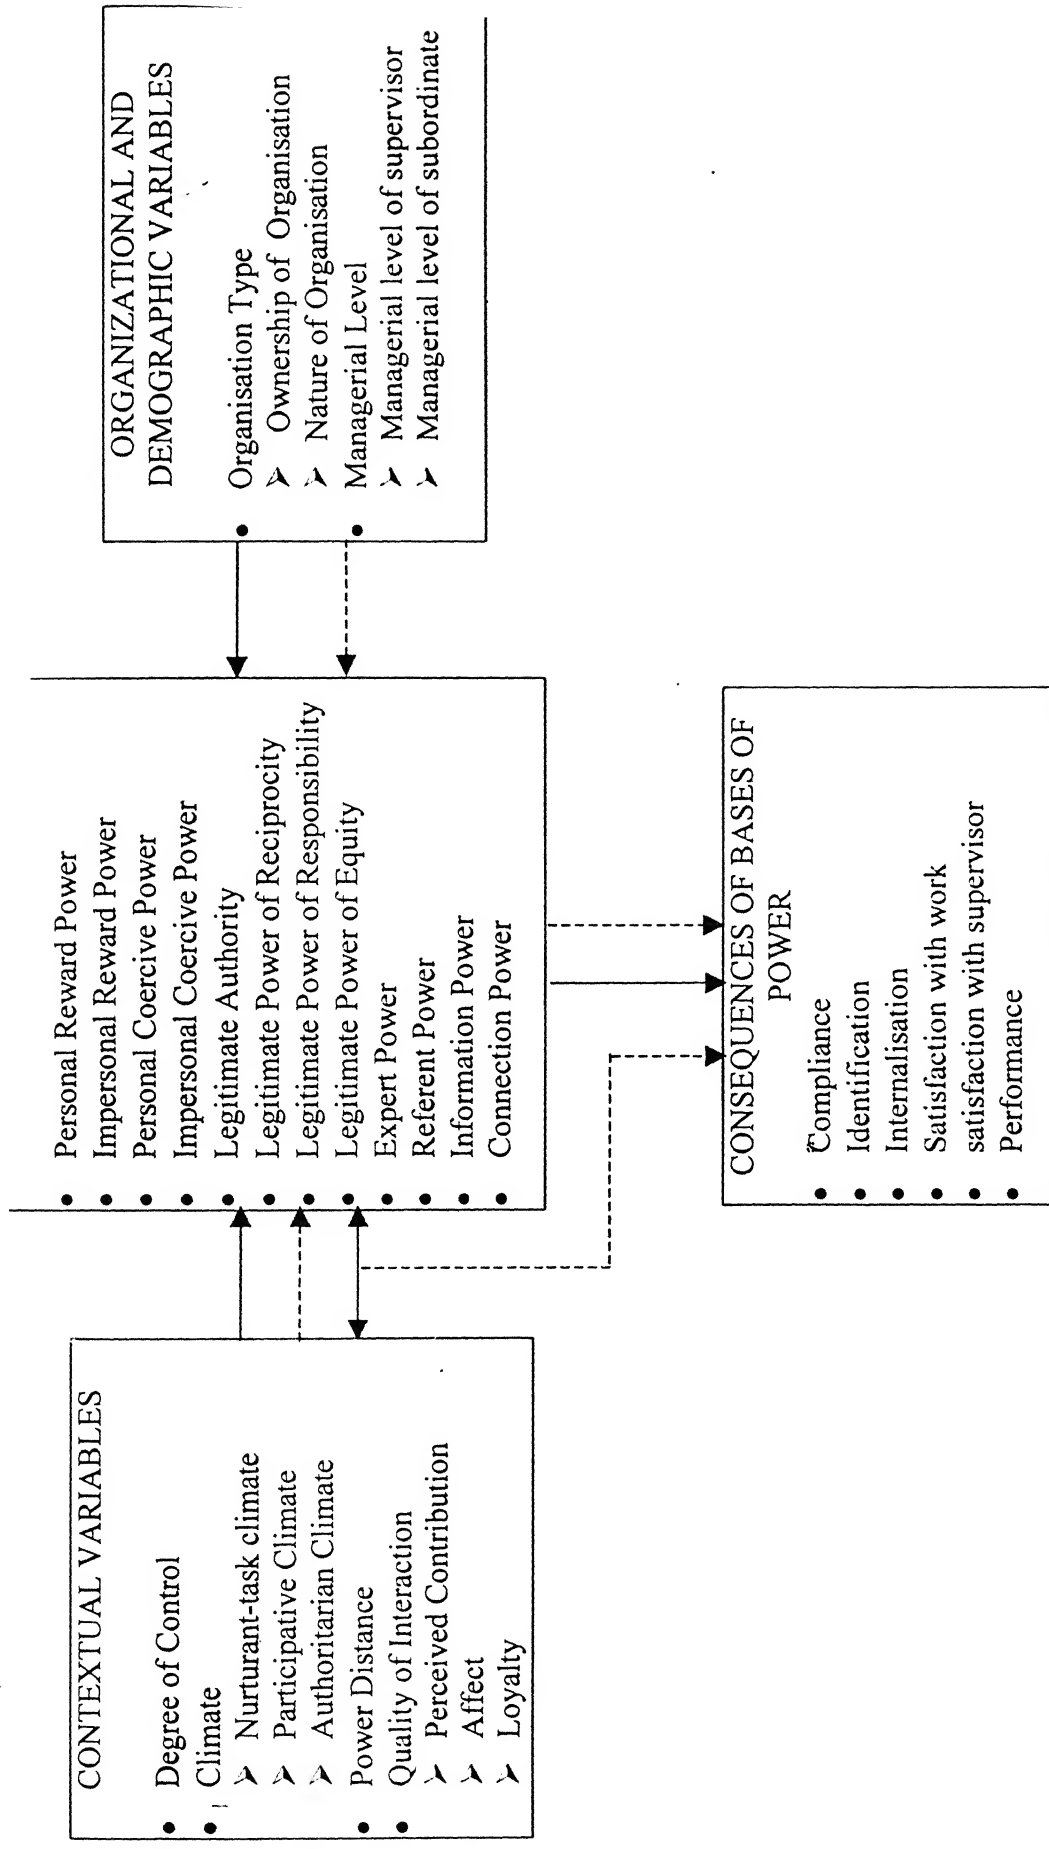 CONTEXTUAL VARIABLES
• Degree of Control
• Climate
➢ Nurturant-task climate
➢ Participative Climate
➢ Authoritarian Climate
• Power Distance
• Quality of Interaction
➢ Perceived Contribution
➢ Affect
➢ Loyalty
• Personal Reward Power
• Impersonal Reward Power
• Personal Coercive Power
• Impersonal Coercive Power
• Legitimate Authority
• Legitimate Power of Reciprocity
• Legitimate Power of Responsibility
• Legitimate Power of Equity
• Expert Power
• Referent Power
• Information Power
• Connection Power
ORGANIZATIONAL AND
DEMOGRAPHIC VARIABLES
• Organisation Type
➢ Ownership of Organisation
➢ Nature of Organisation
• Managerial Level
➢ Managerial level of supervisor
➢ Managerial level of subordinate
CONSEQUENCES OF BASES OF
POWER
• Compliance
• Identification
• Internalisation
• Satisfaction with work
• satisfaction with supervisor
• Performance